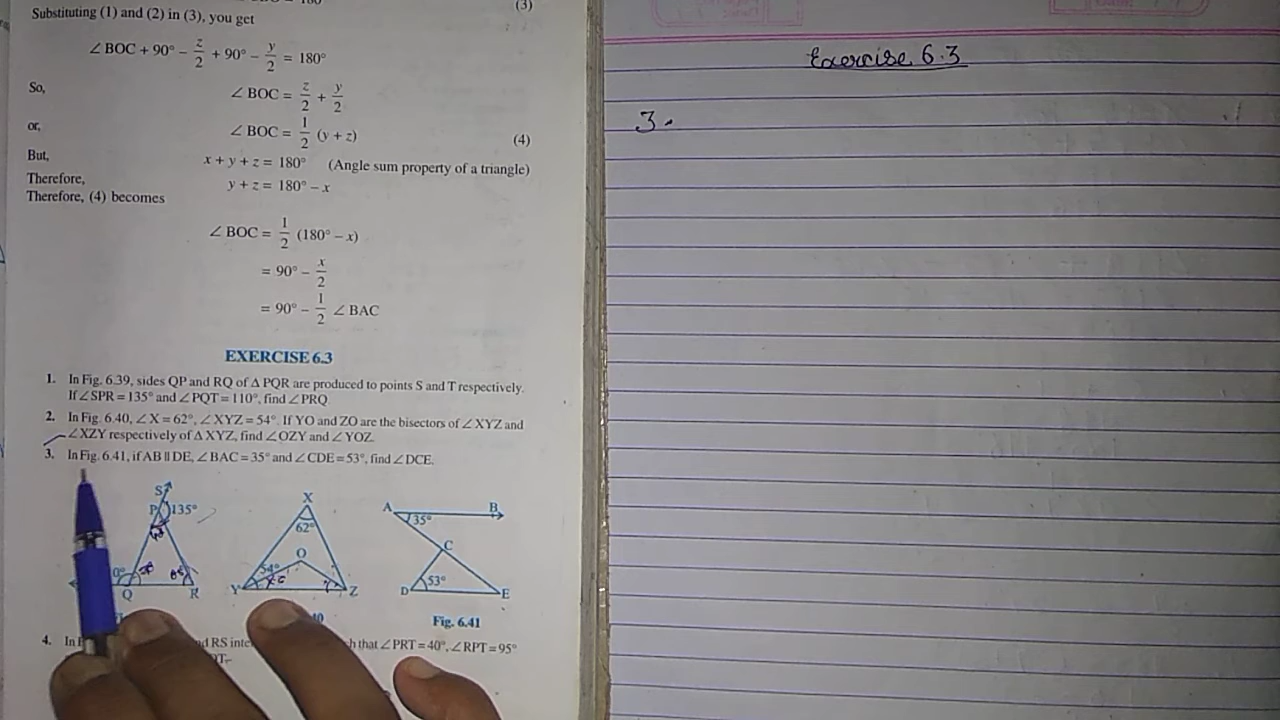 (3)
Substituting (1) and (2) in (3), you get
∠ BOC + 90° – z/2 + 90° – y/2 = 180°
So,
∠ BOC = z/2 + y/2
or,
∠ BOC = 1/2 (y + z)
(4)
But,
x + y + z = 180° (Angle sum property of a triangle)
Therefore,
y + z = 180° – x
Therefore, (4) becomes
∠ BOC = 1/2 (180° – x)
= 90° – x/2
= 90° – 1/2 ∠ BAC
EXERCISE 6.3
1. In Fig. 6.39, sides QP and RQ of Δ PQR are produced to points S and T respectively.
If ∠ SPR = 135° and ∠ PQT = 110°, find ∠ PRQ.
2. In Fig. 6.40, ∠ X = 62°, ∠ XYZ = 54°. If YO and ZO are the bisectors of ∠ XYZ and
∠ XZY respectively of Δ XYZ, find ∠ OZY and ∠ YOZ.
3. In Fig. 6.41, if AB || DE, ∠ BAC = 35° and ∠ CDE = 53°, find ∠ DCE.
S
P 135°
Q R
X
62°
O
54°
Y Z
A B
35°
C
53°
D E
Fig. 6.41
4. In
RS
that ∠ PRT = 40°, ∠ RPT = 95°
Exercise 6.3
3.